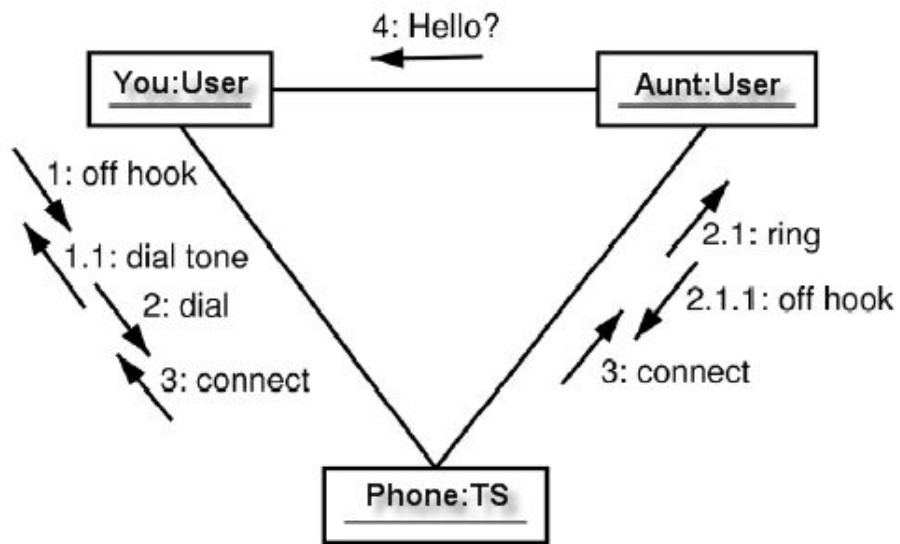 4: Hello?
You:User
Aunt:User
1: off hook
1.1: dial tone
2: dial
3: connect
2.1: ring
2.1.1: off hook
3: connect
Phone:TS